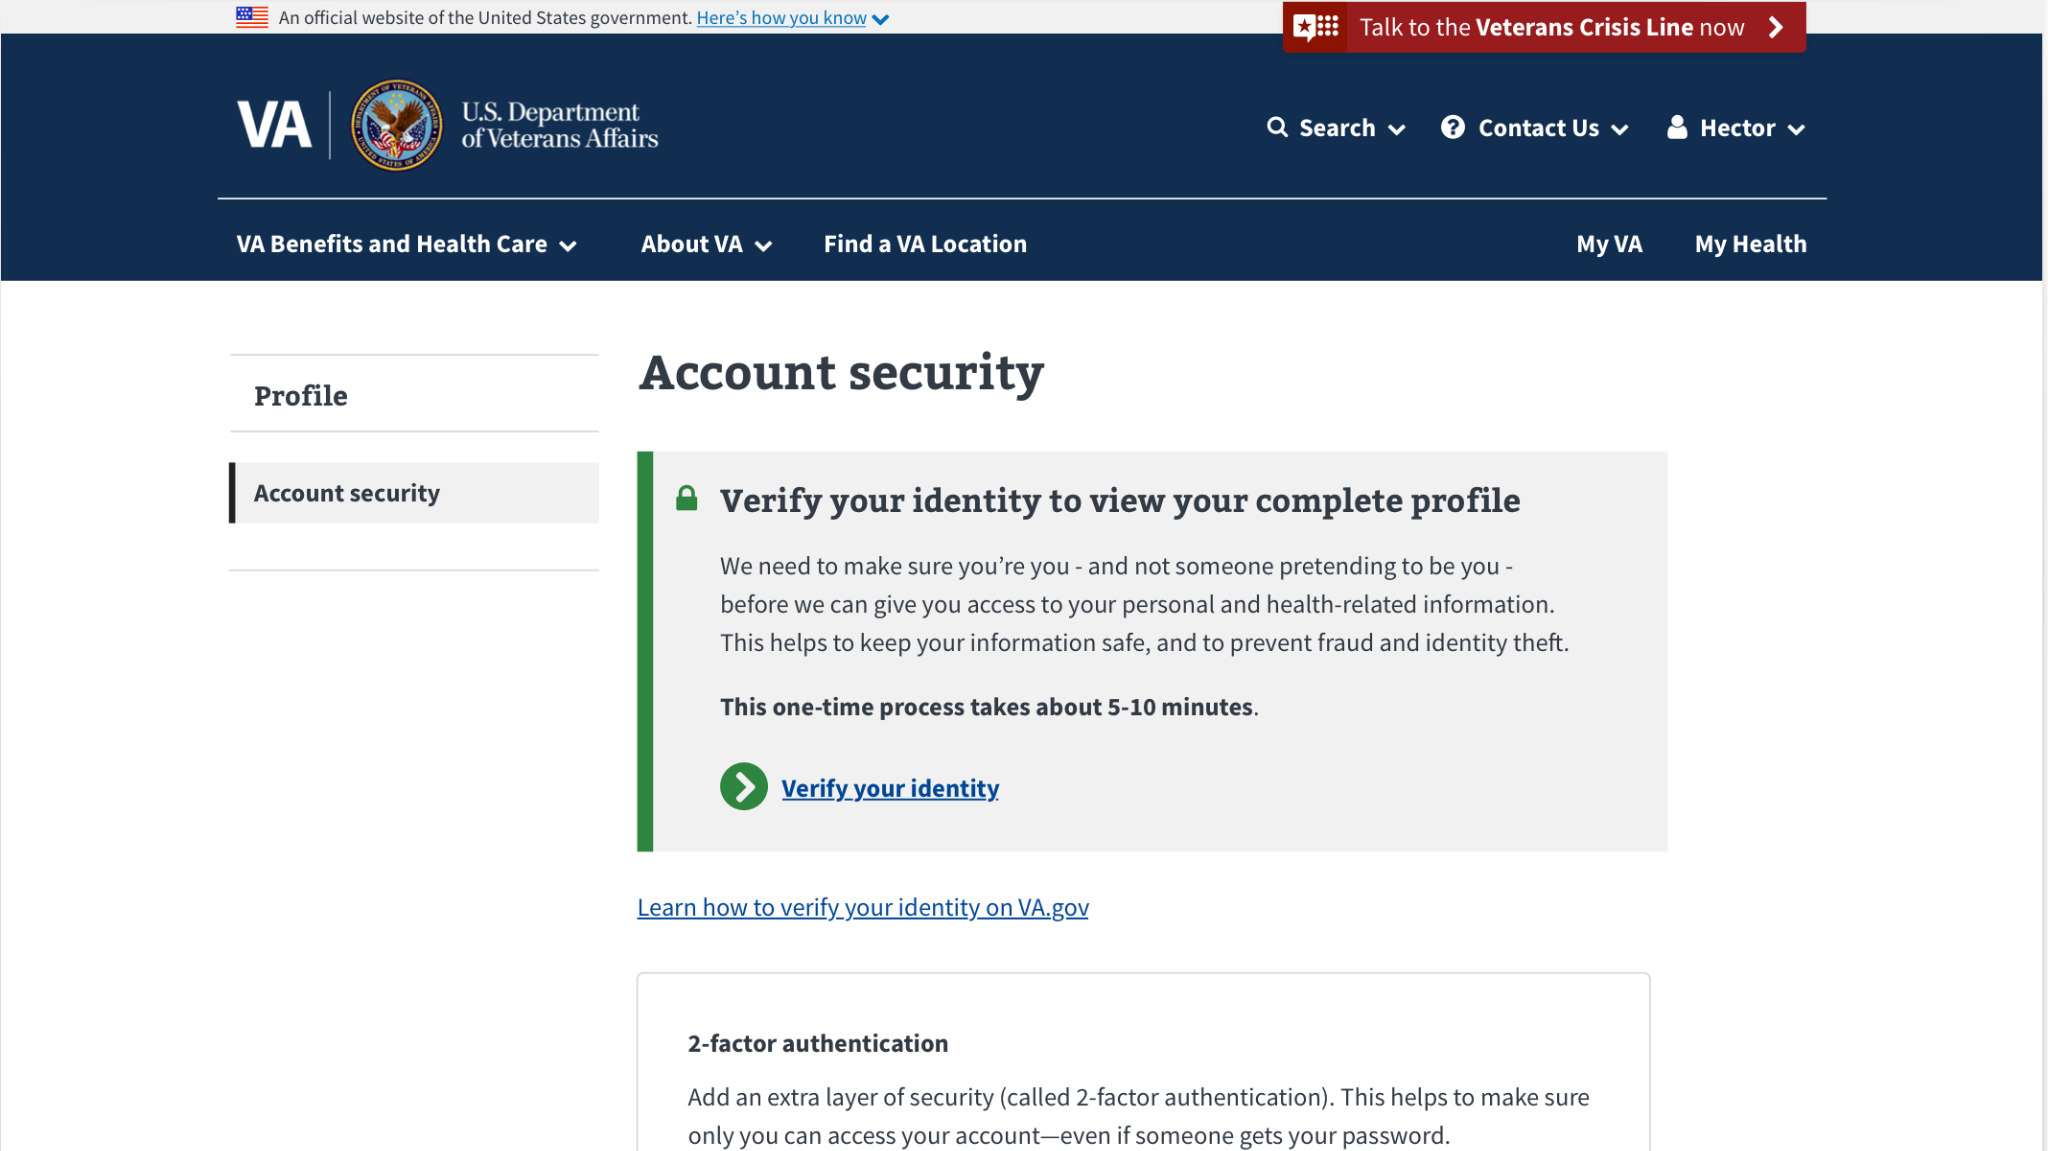 An official website of the United States government. Here's how you know
Talk to the Veterans Crisis Line now
VA
U.S. Department
of Veterans Affairs
Search
Contact Us
Hector
VA Benefits and Health Care
About VA
Find a VA Location
My VA
My Health
Profile
Account security
Account security
Verify your identity to view your complete profile
We need to make sure you're you - and not someone pretending to be you -
before we can give you access to your personal and health-related information.
This helps to keep your information safe, and to prevent fraud and identity theft.
This one-time process takes about 5-10 minutes.
Verify your identity
Learn how to verify your identity on VA.gov
2-factor authentication
Add an extra layer of security (called 2-factor authentication). This helps to make sure
only you can access your account—even if someone gets your password.